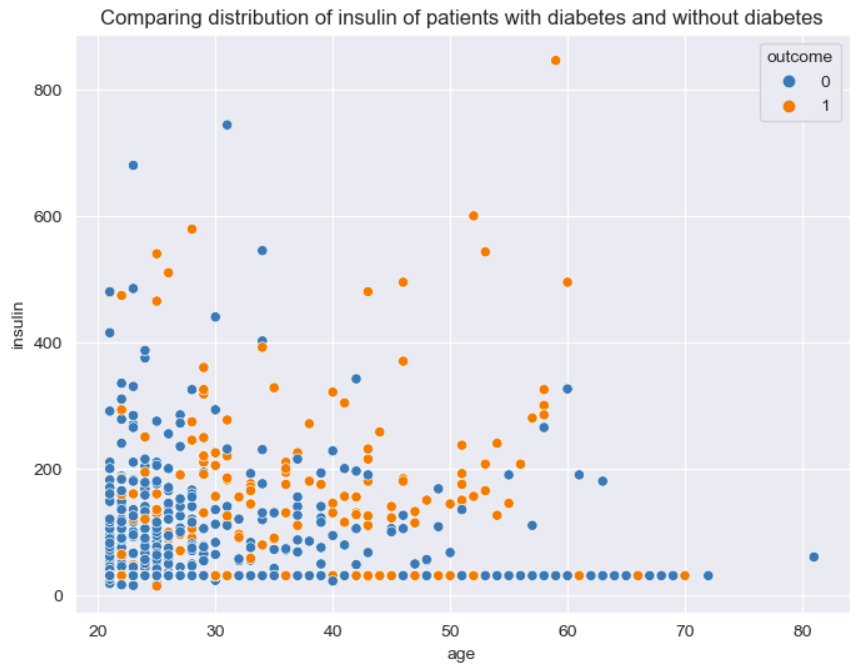 Comparing distribution of insulin of patients with diabetes and without diabetes
outcome
0
1
800
600
400
200
0
insulin
20 30 40 50 60 70 80
age